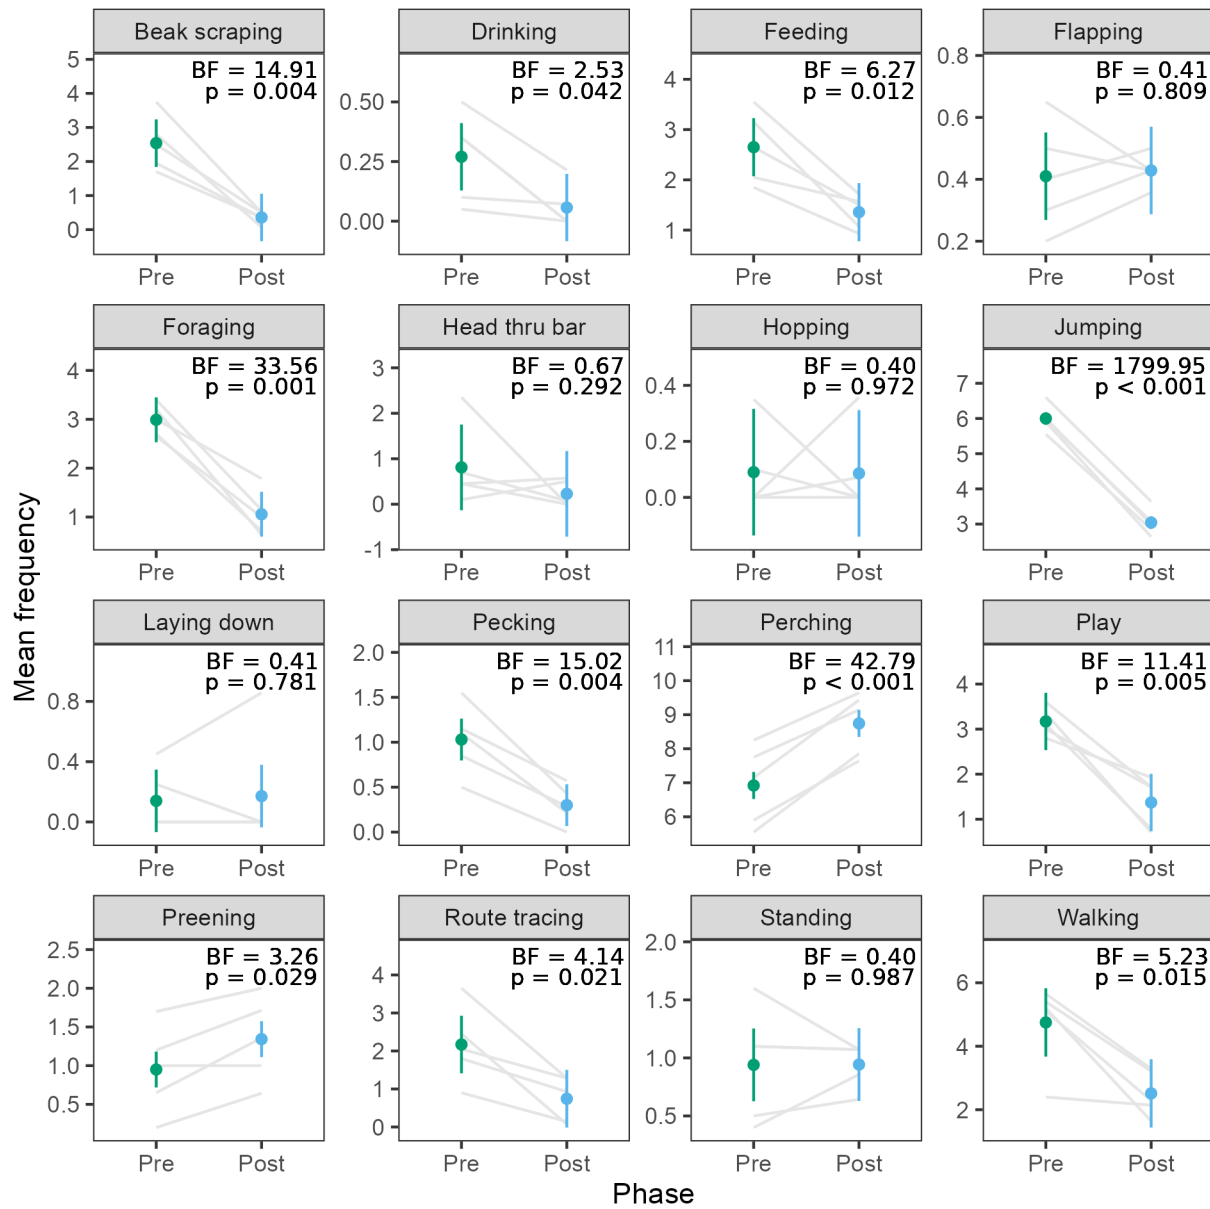 Beak scraping
BF = 14.91
p = 0.004
5
4
3
2
1
0
Pre Post
Drinking
BF = 2.53
p = 0.042
0.50
0.25
0.00
Pre Post
Feeding
BF = 6.27
p = 0.012
4
3
2
1
Pre Post
Flapping
BF = 0.41
p = 0.809
0.8
0.6
0.4
0.2
Pre Post
Foraging
BF = 33.56
p = 0.001
4
3
2
1
Pre Post
Head thru bar
BF = 0.67
p = 0.292
3
2
1
0
-1
Pre Post
Hopping
BF = 0.40
p = 0.972
0.4
0.2
0.0
Pre Post
Jumping
BF = 1799.95
p < 0.001
7
6
5
4
3
Pre Post
Laying down
BF = 0.41
p = 0.781
0.8
0.4
0.0
Pre Post
Pecking
BF = 15.02
p = 0.004
2.0
1.5
1.0
0.5
0.0
Pre Post
Perching
BF = 42.79
p < 0.001
11
10
9
8
7
6
Pre Post
Play
BF = 11.41
p = 0.005
4
3
2
1
Pre Post
Preening
BF = 3.26
p = 0.029
2.5
2.0
1.5
1.0
0.5
Pre Post
Route tracing
BF = 4.14
p = 0.021
4
3
2
1
0
Pre Post
Standing
BF = 0.40
p = 0.987
2.0
1.5
1.0
0.5
Pre Post
Walking
BF = 5.23
p = 0.015
6
4
2
Pre Post
Mean frequency
Phase